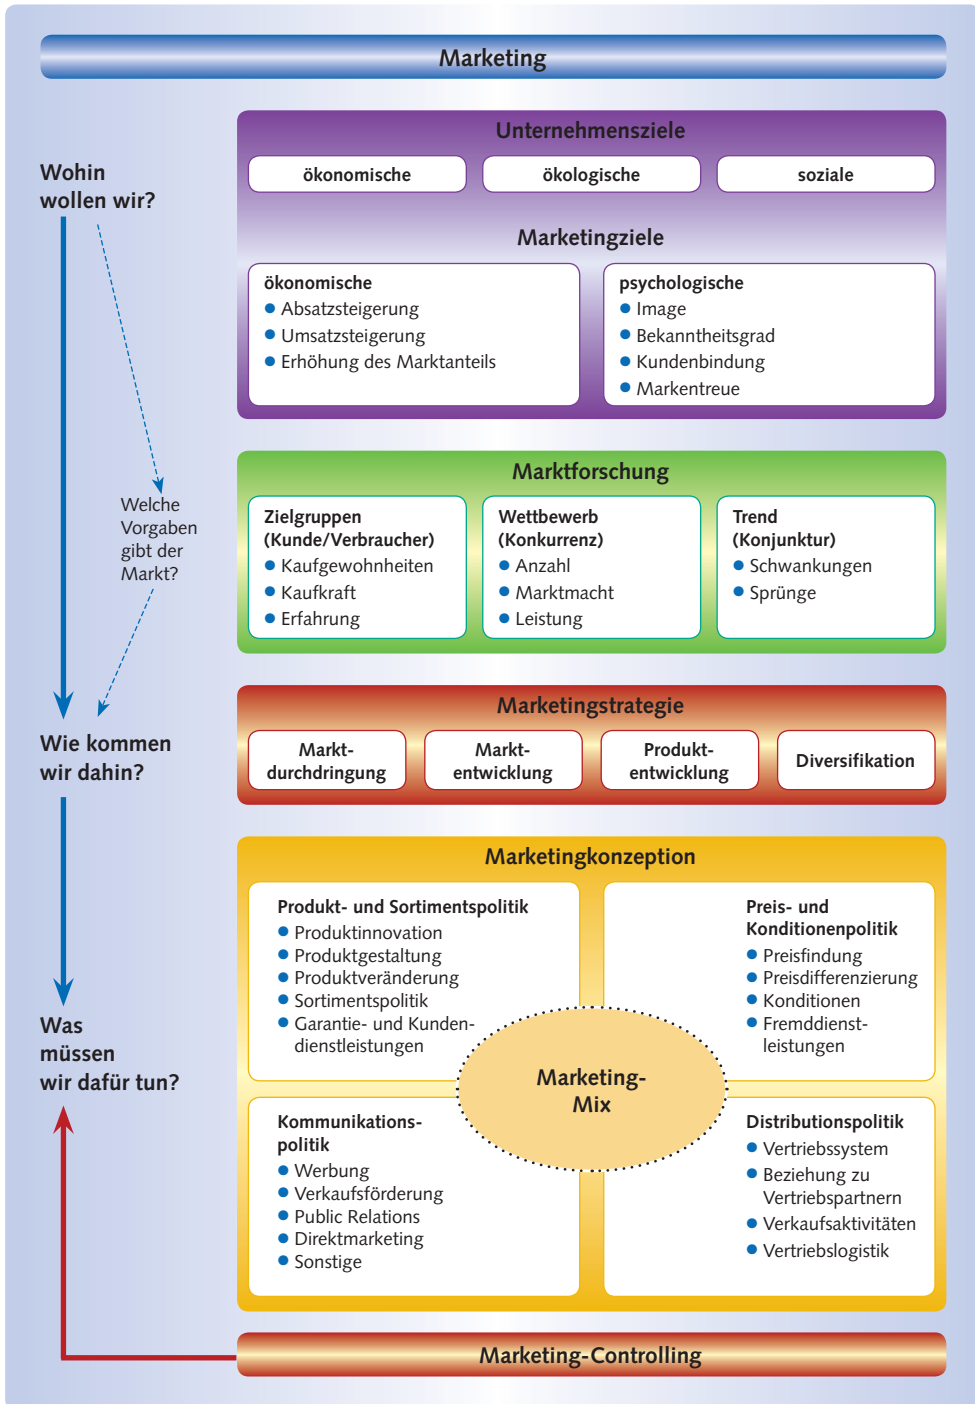 Marketing
Wohin
wollen wir?
Unternehmensziele
ökonomische
ökologische
soziale
Marketingziele
ökonomische
Absatzsteigerung
Umsatzsteigerung
Erhöhung des Marktanteils
psychologische
Image
Bekanntheitsgrad
Kundenbindung
Markentreue
Welche
Vorgaben
gibt der
Markt?
Marktforschung
Zielgruppen
(Kunde/Verbraucher)
Kaufgewohnheiten
Kaufkraft
Erfahrung
Wettbewerb
(Konkurrenz)
Anzahl
Marktmacht
Leistung
Trend
(Konjunktur)
Schwankungen
Sprünge
Wie kommen
wir dahin?
Marketingstrategie
Markt-
durchdringung
Markt-
entwicklung
Produkt-
entwicklung
Diversifikation
Was
müssen
wir dafür tun?
Marketingkonzeption
Produkt- und Sortimentspolitik
Produktinnovation
Produktgestaltung
Produktveränderung
Sortimentspolitik
Garantie- und Kunden-
dienstleistungen
Preis- und
Konditionenpolitik
Preisfindung
Preisdifferenzierung
Konditionen
Fremddienst-
leistungen
Marketing-
Mix
Kommunikations-
politik
Werbung
Verkaufsförderung
Public Relations
Direktmarketing
Sonstige
Distributionspolitik
Vertriebssystem
Beziehung zu
Vertriebspartnern
Verkaufsaktivitäten
Vertriebslogistik
Marketing-Controlling